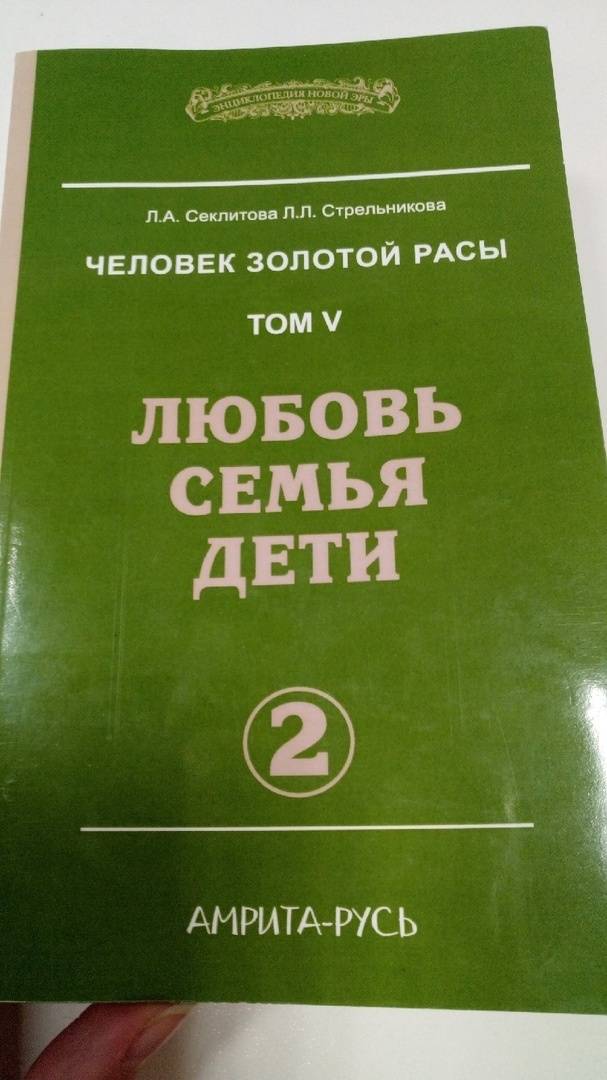 ЭНЦИКЛОПЕДИЯ НОВОЙ ЭРЫ
Л.А. Секлитова Л.Л. Стрельникова
ЧЕЛОВЕК ЗОЛОТОЙ РАСЫ
ТОМ V
ЛЮБОВЬ
СЕМЬЯ
ДЕТИ
2
АМРИТА-РУСЬ